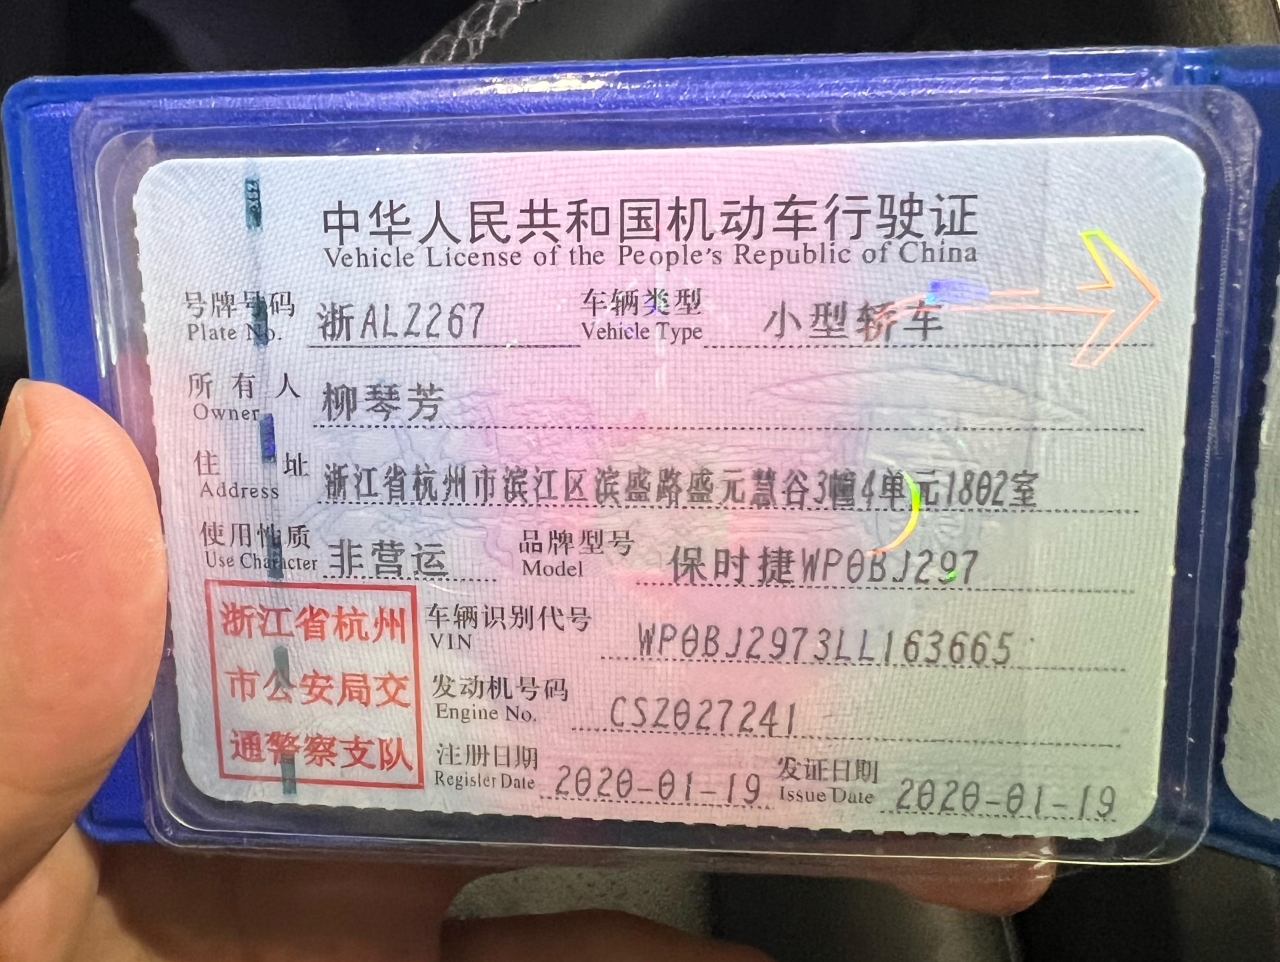 中华人民共和国机动车行驶证
Vehicle License of the People's Republic of China
号牌号码 浙ALZ267 车辆类型 小型轿车
Plate No. Vehicle Type
所有人 柳琴芳
Owner
住址 浙江省杭州市滨江区滨盛路盛元慧谷3幢4单元1802室
Address
使用性质 非营运 品牌型号 保时捷WP0BJ297
Use Character Model
浙江省杭州
市公安局交
通警察支队
车辆识别代号 WP0BJ2973LL163665
VIN
发动机号码 CSZ027241
Engine No.
注册日期 2020-01-19 发证日期 2020-01-19
Register Date Issue Date